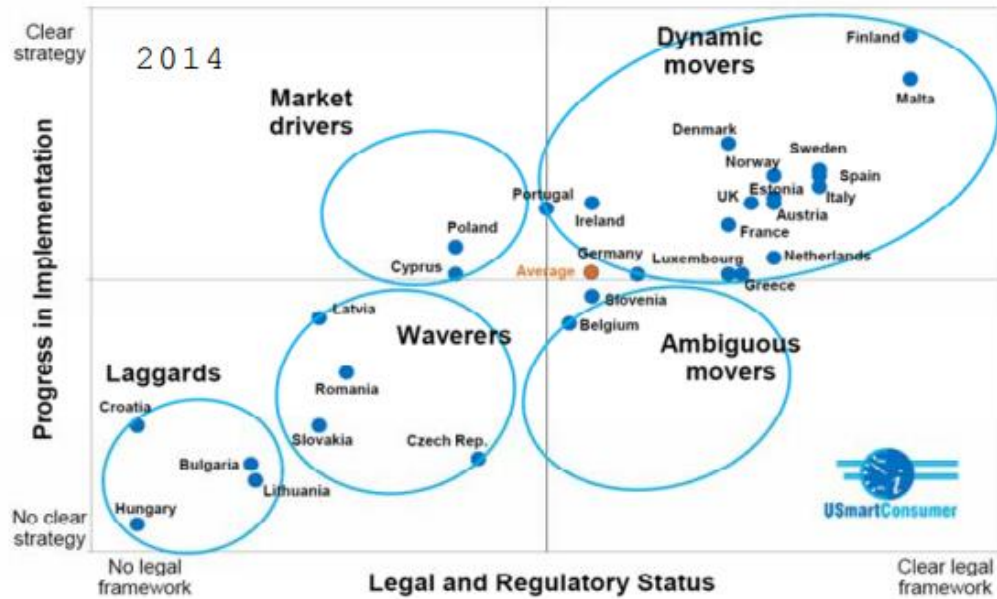 Clear
strategy
2014
Dynamic
movers
Finland
Malta
Market
drivers
Denmark
Sweden
Norway
Spain
Estonia
Italy
UK
Austria
Portugal
Ireland
France
Poland
Germany
Luxembourg
Netherlands
Cyprus
Average
Greece
Slovenia
Latvia
Waverers
Belgium
Ambiguous
movers
Laggards
Romania
Croatia
Slovakia
Czech Rep.
Bulgaria
Lithuania
Hungary
USmartConsumer
Progress in Implementation
No clear
strategy
No legal
framework
Legal and Regulatory Status
Clear legal
framework